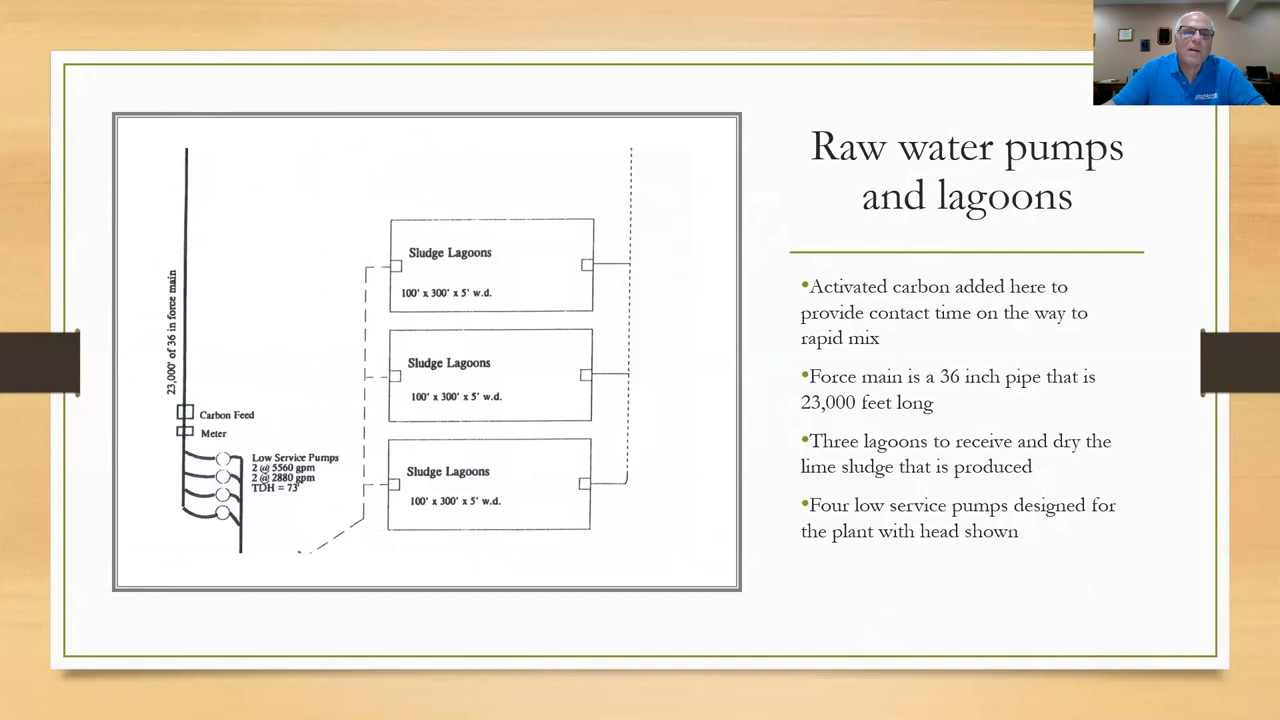 Raw water pumps
and lagoons
•Activated carbon added here to
provide contact time on the way to
rapid mix
•Force main is a 36 inch pipe that is
23,000 feet long
•Three lagoons to receive and dry the
lime sludge that is produced
•Four low service pumps designed for
the plant with head shown
23,000' of 36 in force main
Carbon Feed
Meter
Low Service Pumps
2 @ 5560 gpm
2 @ 2880 gpm
TDH = 73'
Sludge Lagoons
100' x 300' x 5' w.d.
Sludge Lagoons
100' x 300' x 5' w.d.
Sludge Lagoons
100' x 300' x 5' w.d.